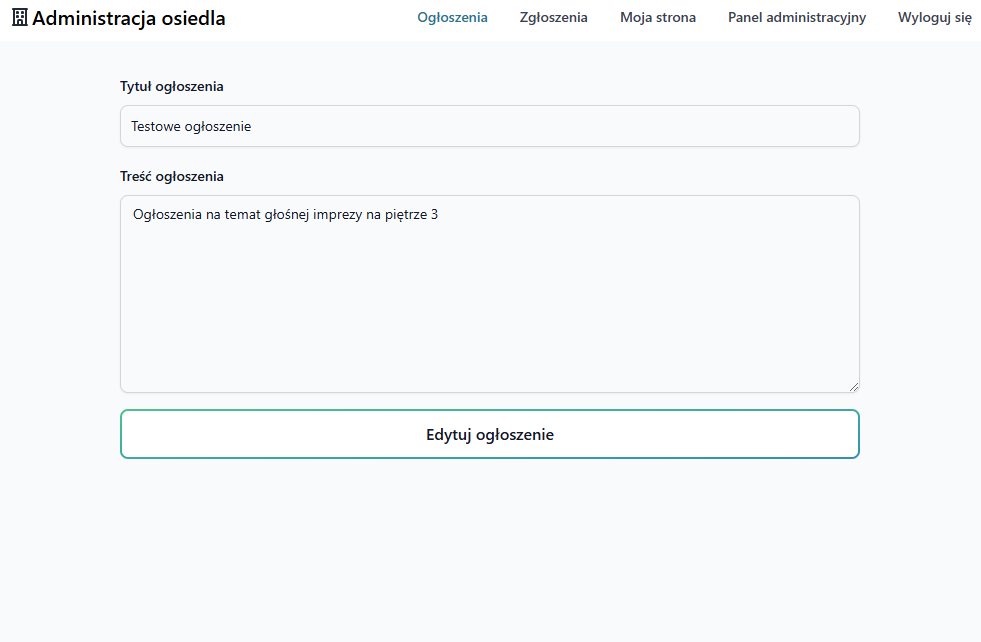 Administracja osiedla
Ogłoszenia
Zgłoszenia
Moja strona
Panel administracyjny
Wyloguj się
Tytuł ogłoszenia
Testowe ogłoszenie
Treść ogłoszenia
Ogłoszenia na temat głośnej imprezy na piętrze 3
Edytuj ogłoszenie